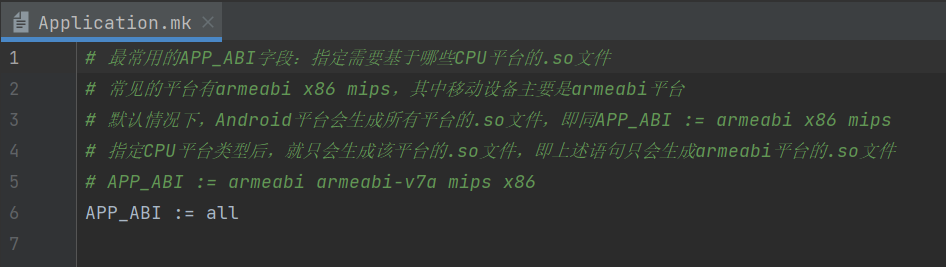 Application.mk
1 # 最常用的APP_ABI字段：指定需要基于哪些CPU平台的.so文件
2 # 常见的平台有armeabi x86 mips，其中移动设备主要是armeabi平台
3 # 默认情况下，Android平台会生成所有平台的.so文件，即同APP_ABI := armeabi x86 mips
4 # 指定CPU平台类型后，就只会生成该平台的.so文件，即上述语句只会生成armeabi平台的.so文件
5 # APP_ABI := armeabi armeabi-v7a mips x86
6 APP_ABI := all
7